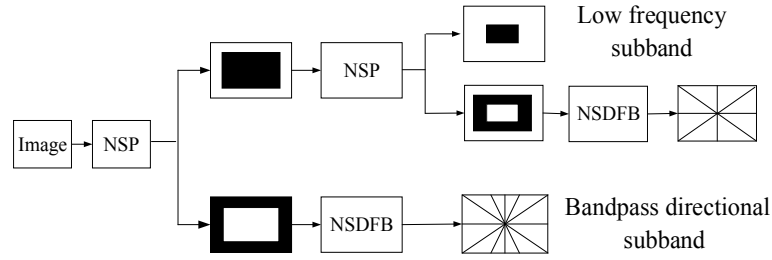 Low frequency
subband
NSP
NSDFB
Image
NSP
NSDFB
Bandpass directional
subband